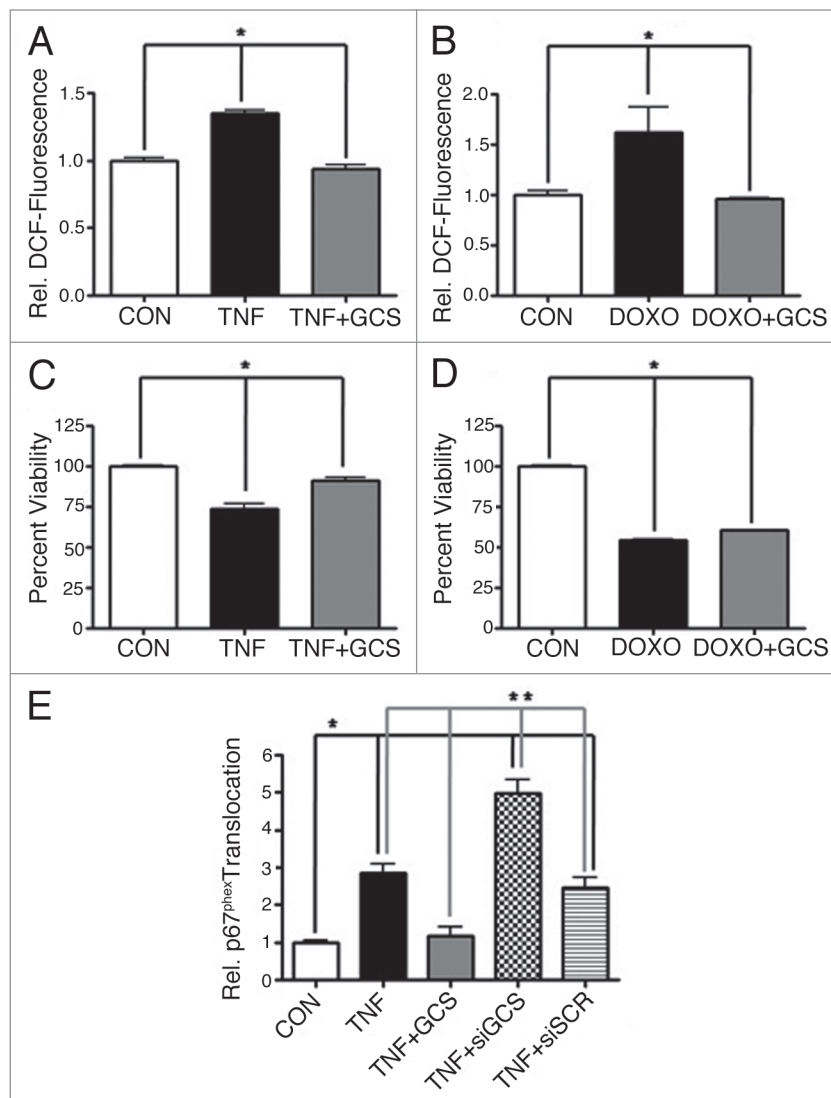 A
*
Rel. DCF-Fluorescence
1.5
1.0
0.5
0.0
CON TNF TNF+GCS
B
*
Rel. DCF-Fluorescence
2.0
1.5
1.0
0.5
0.0
CON DOXO DOXO+GCS
C
*
Percent Viability
125
100
75
50
25
0
CON TNF TNF+GCS
D
*
Percent Viability
125
100
75
50
25
0
CON DOXO DOXO+GCS
E
**
*
Rel. p67phexTranslocation
6
5
4
3
2
1
0
CON TNF TNF+GCS TNF+siGCS TNF+siSCR